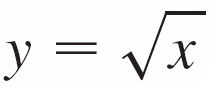 y = √x